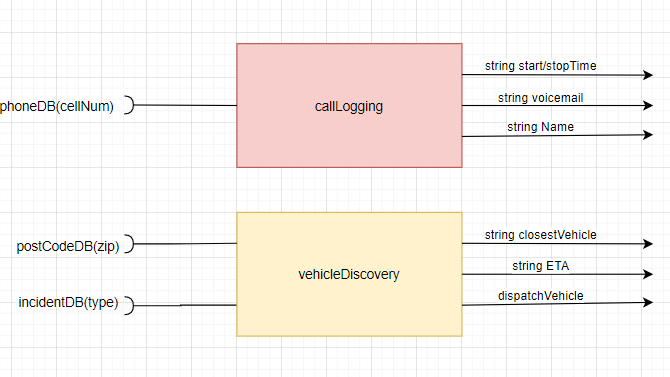 string start/stopTime
phoneDB(cellNum)
callLogging
string voicemail
string Name
postCodeDB(zip)
string closestVehicle
vehicleDiscovery
string ETA
incidentDB(type)
dispatchVehicle